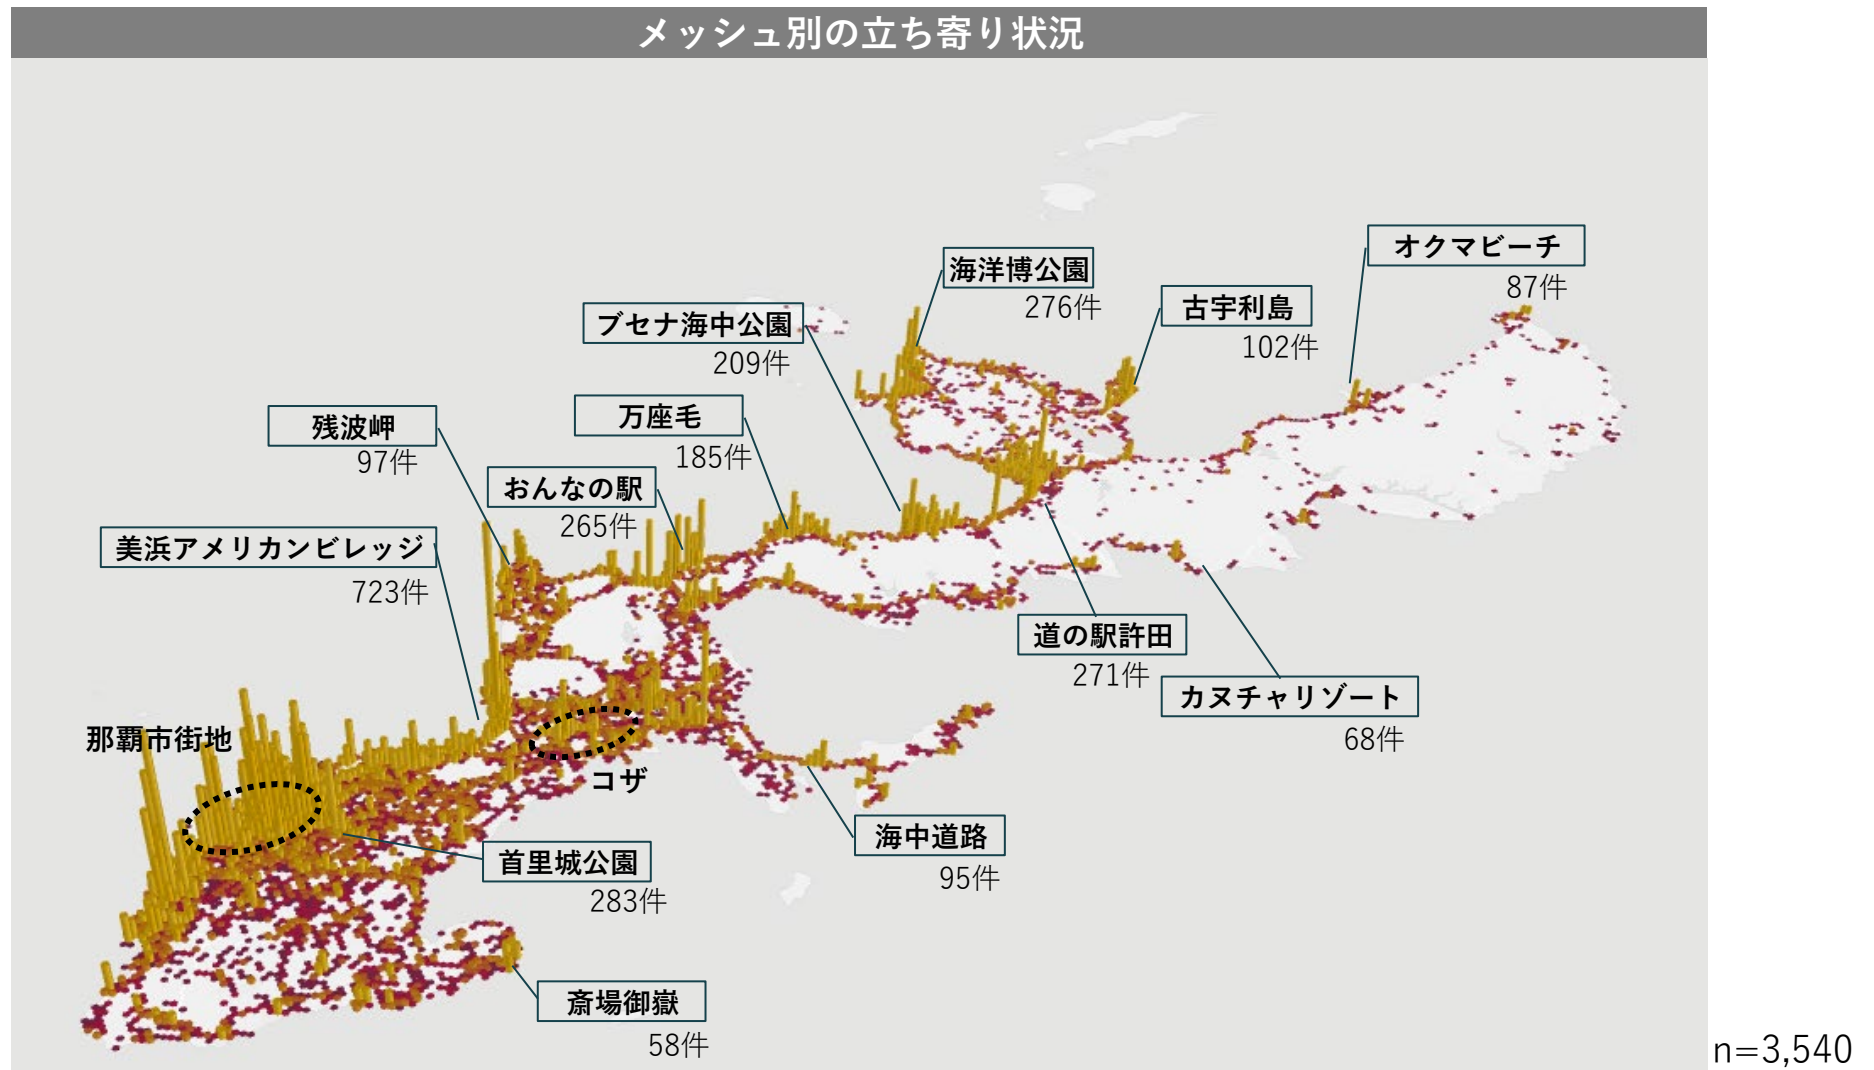 メッシュ別の立ち寄り状況
オクマビーチ
87件
海洋博公園
276件
古宇利島
102件
ブセナ海中公園
209件
万座毛
185件
残波岬
97件
おんなの駅
265件
美浜アメリカンビレッジ
723件
道の駅許田
271件
カヌチャリゾート
68件
那覇市街地
コザ
海中道路
95件
首里城公園
283件
斎場御嶽
58件
n=3,540